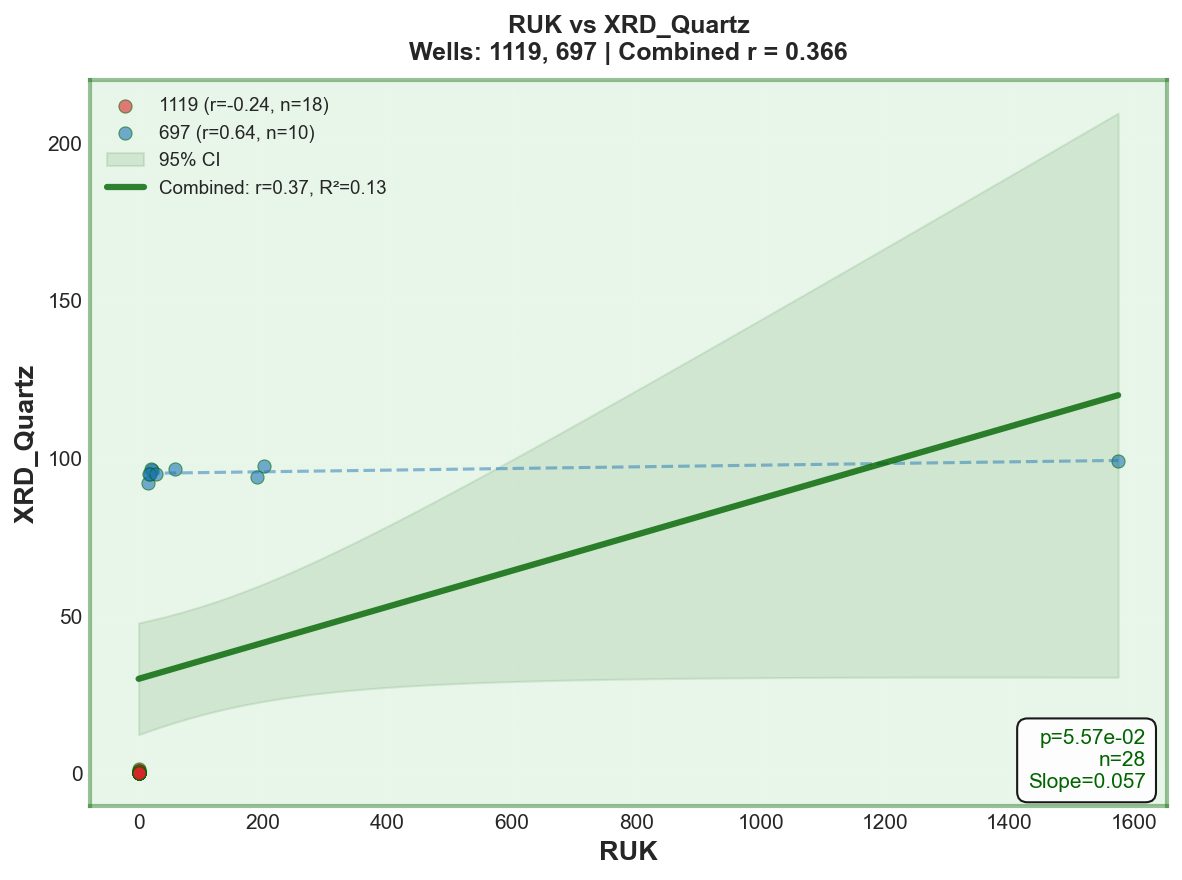 RUK vs XRD_Quartz
Wells: 1119, 697 | Combined r = 0.366
1119 (r=-0.24, n=18)
697 (r=0.64, n=10)
95% CI
Combined: r=0.37, R²=0.13
XRD_Quartz
200
150
100
50
0
p=5.57e-02
n=28
Slope=0.057
0 200 400 600 800 1000 1200 1400 1600
RUK